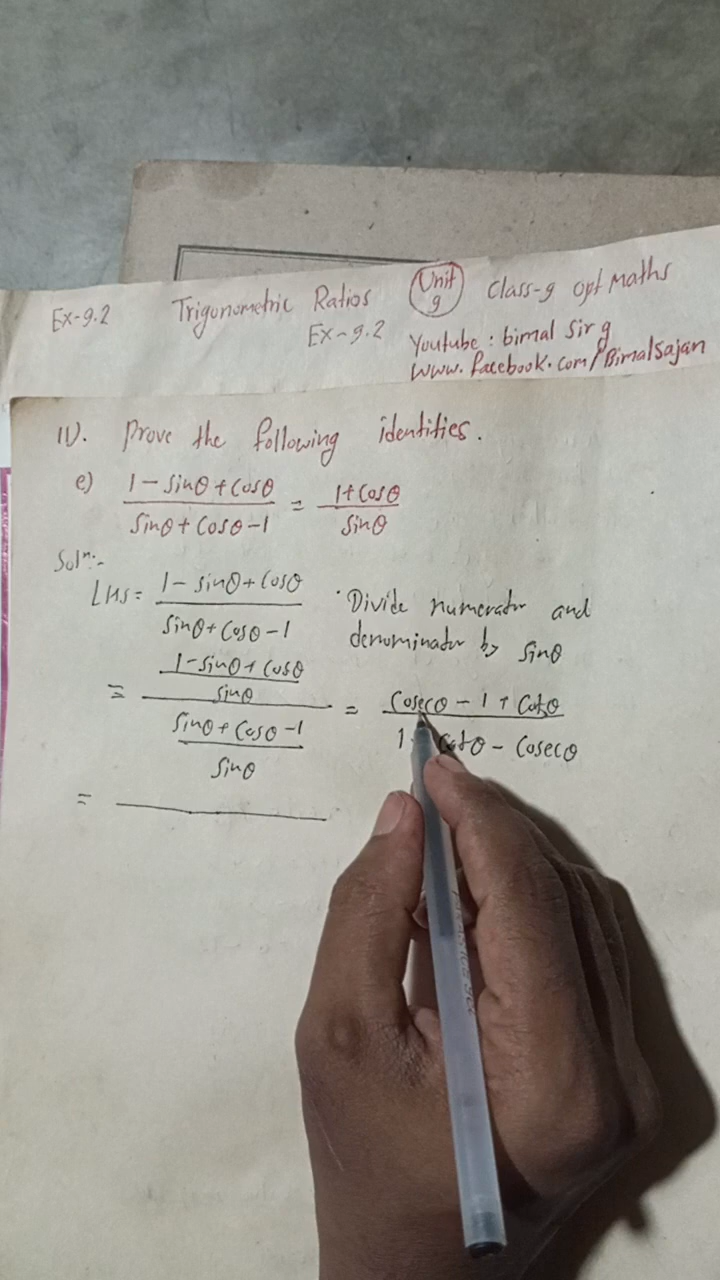 Ex-9.2 Trigonometric Ratios Unit 9 Class-9 opt Maths
Ex-9.2 Youtube : bimal sir g
www.facebook.com/Bimalsajan
10. Prove the following identities.
e) (1 - sinθ + cosθ)/(sinθ + cosθ - 1) = (1 + cosθ)/(sinθ)
Solⁿ:-
LHS = (1 - sinθ + cosθ)/(sinθ + cosθ - 1)
Divide numerator and
denominator by sinθ
= ((1 - sinθ + cosθ)/(sinθ))/((sinθ + cosθ - 1)/(sinθ)) = (cosecθ - 1 + cotθ)/(1 cotθ - cosecθ)
=